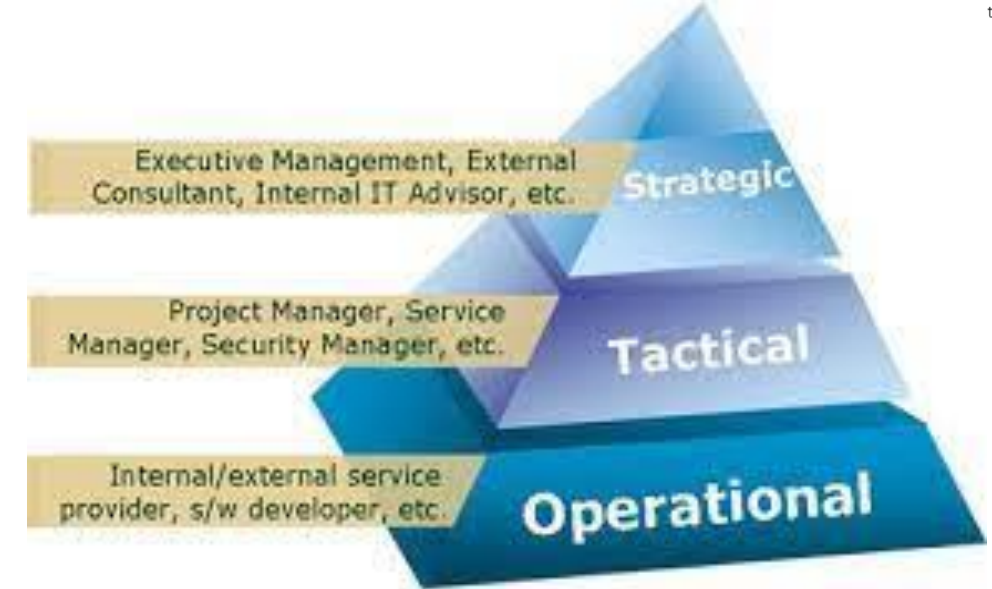 t
Executive Management, External
Consultant, Internal IT Advisor, etc.
Strategic
Project Manager, Service
Manager, Security Manager, etc.
Tactical
Internal/external service
provider, s/w developer, etc.
Operational